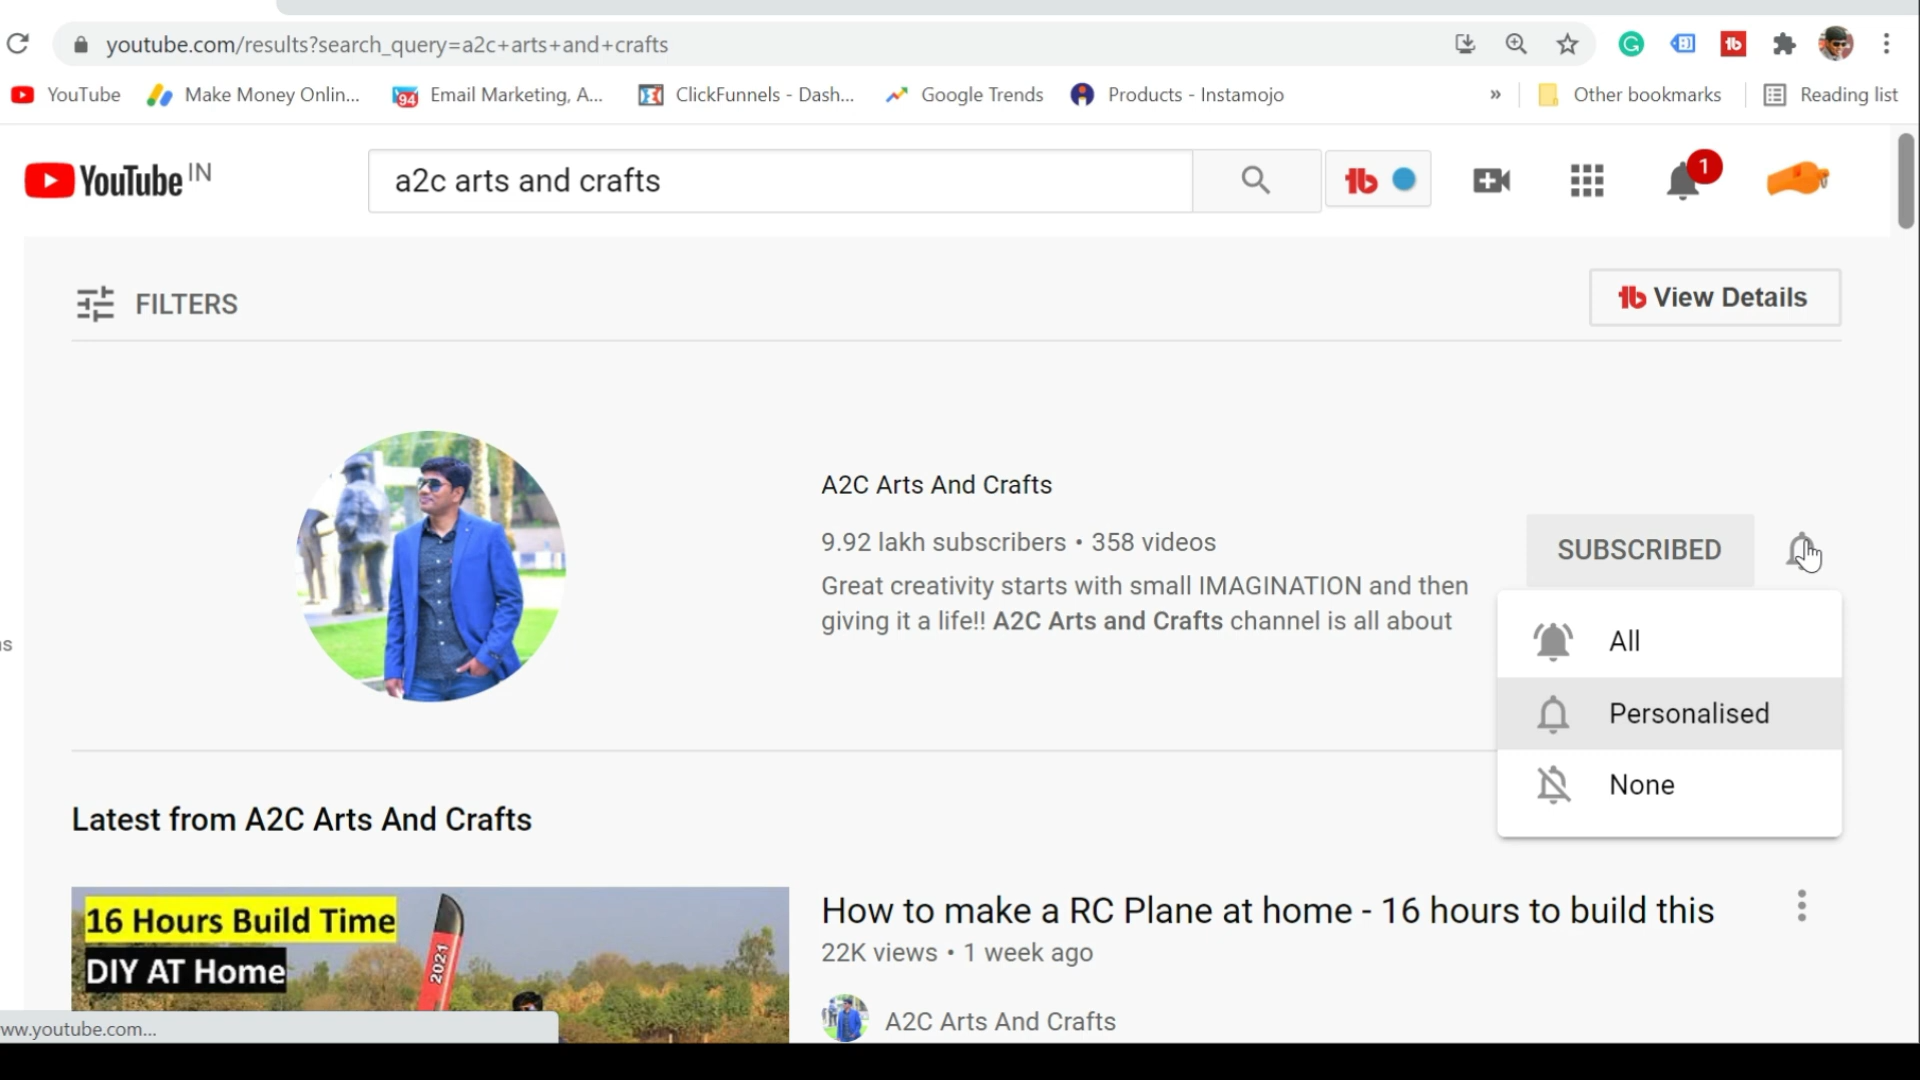 youtube.com/results?search_query=a2c+arts+and+crafts
YouTube
Make Money Onlin...
94
Email Marketing, A...
ClickFunnels - Dash...
Google Trends
Products - Instamojo
»
Other bookmarks
Reading list
YouTube IN
a2c arts and crafts
1
FILTERS
View Details
A2C Arts And Crafts
9.92 lakh subscribers • 358 videos
Great creativity starts with small IMAGINATION and then
giving it a life!! A2C Arts and Crafts channel is all about
SUBSCRIBED
All
Personalised
None
Latest from A2C Arts And Crafts
16 Hours Build Time
DIY AT Home
2021
How to make a RC Plane at home - 16 hours to build this
22K views • 1 week ago
A2C Arts And Crafts
ww.youtube.com...